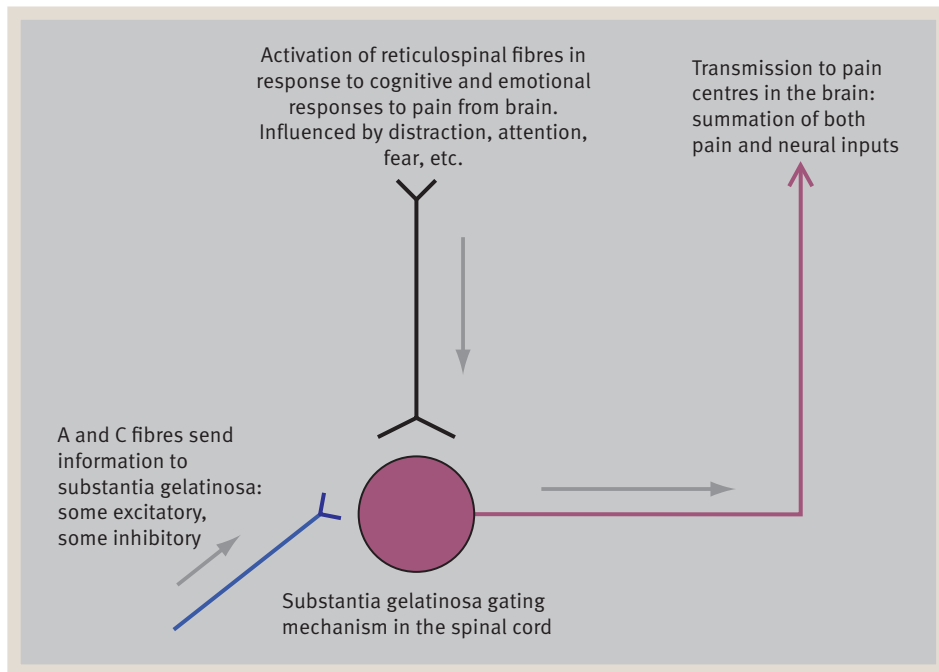 Activation of reticulospinal fibres in
response to cognitive and emotional
responses to pain from brain.
Influenced by distraction, attention,
fear, etc.
Transmission to pain
centres in the brain:
summation of both
pain and neural inputs
A and C fibres send
information to
substantia gelatinosa:
some excitatory,
some inhibitory
Substantia gelatinosa gating
mechanism in the spinal cord